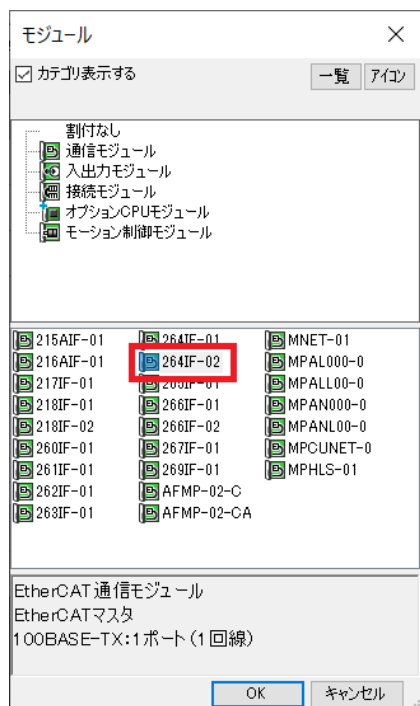 モジュール
カテゴリ表示する
一覧 アイコン
割付なし
通信モジュール
入出力モジュール
接続モジュール
オプションCPUモジュール
モーション制御モジュール
215AIF-01 264IF-01 MNET-01
216AIF-01 264IF-02 MPAL000-0
217IF-01 265IF-01 MPALL00-0
218IF-01 266IF-01 MPAN000-0
218IF-02 266IF-02 MPANL00-0
260IF-01 267IF-01 MPCUNET-0
261IF-01 269IF-01 MPHLS-01
262IF-01 AFMP-02-C
263IF-01 AFMP-02-CA
EtherCAT通信モジュール
EtherCATマスタ
100BASE-TX:1ポート(1回線)
OK キャンセル